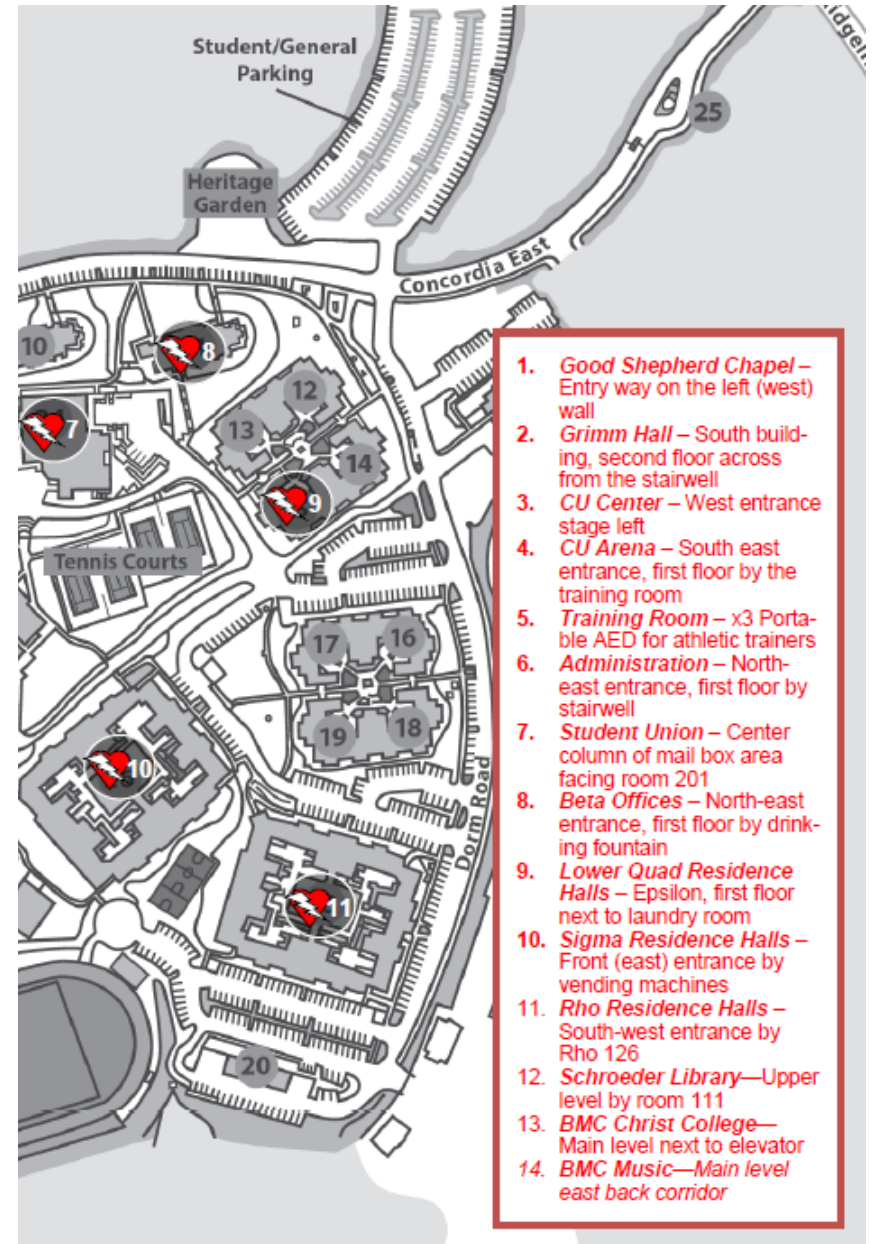 Student/General
Parking
idgeli
25
Heritage
Garden
Concordia East
10
8
12
7
13
14
9
Tennis Courts
17
16
19
18
10
Dorm Road
11
20
1. Good Shepherd Chapel –
Entry way on the left (west)
wall
2. Grimm Hall – South build-
ing, second floor across
from the stairwell
3. CU Center – West entrance
stage left
4. CU Arena – South east
entrance, first floor by the
training room
5. Training Room – x3 Porta-
ble AED for athletic trainers
6. Administration – North-
east entrance, first floor by
stairwell
7. Student Union – Center
column of mail box area
facing room 201
8. Beta Offices – North-east
entrance, first floor by drink-
ing fountain
9. Lower Quad Residence
Halls – Epsilon, first floor
next to laundry room
10. Sigma Residence Halls –
Front (east) entrance by
vending machines
11. Rho Residence Halls –
South-west entrance by
Rho 126
12. Schroeder Library—Upper
level by room 111
13. BMC Christ College—
Main level next to elevator
14. BMC Music—Main level
east back corridor